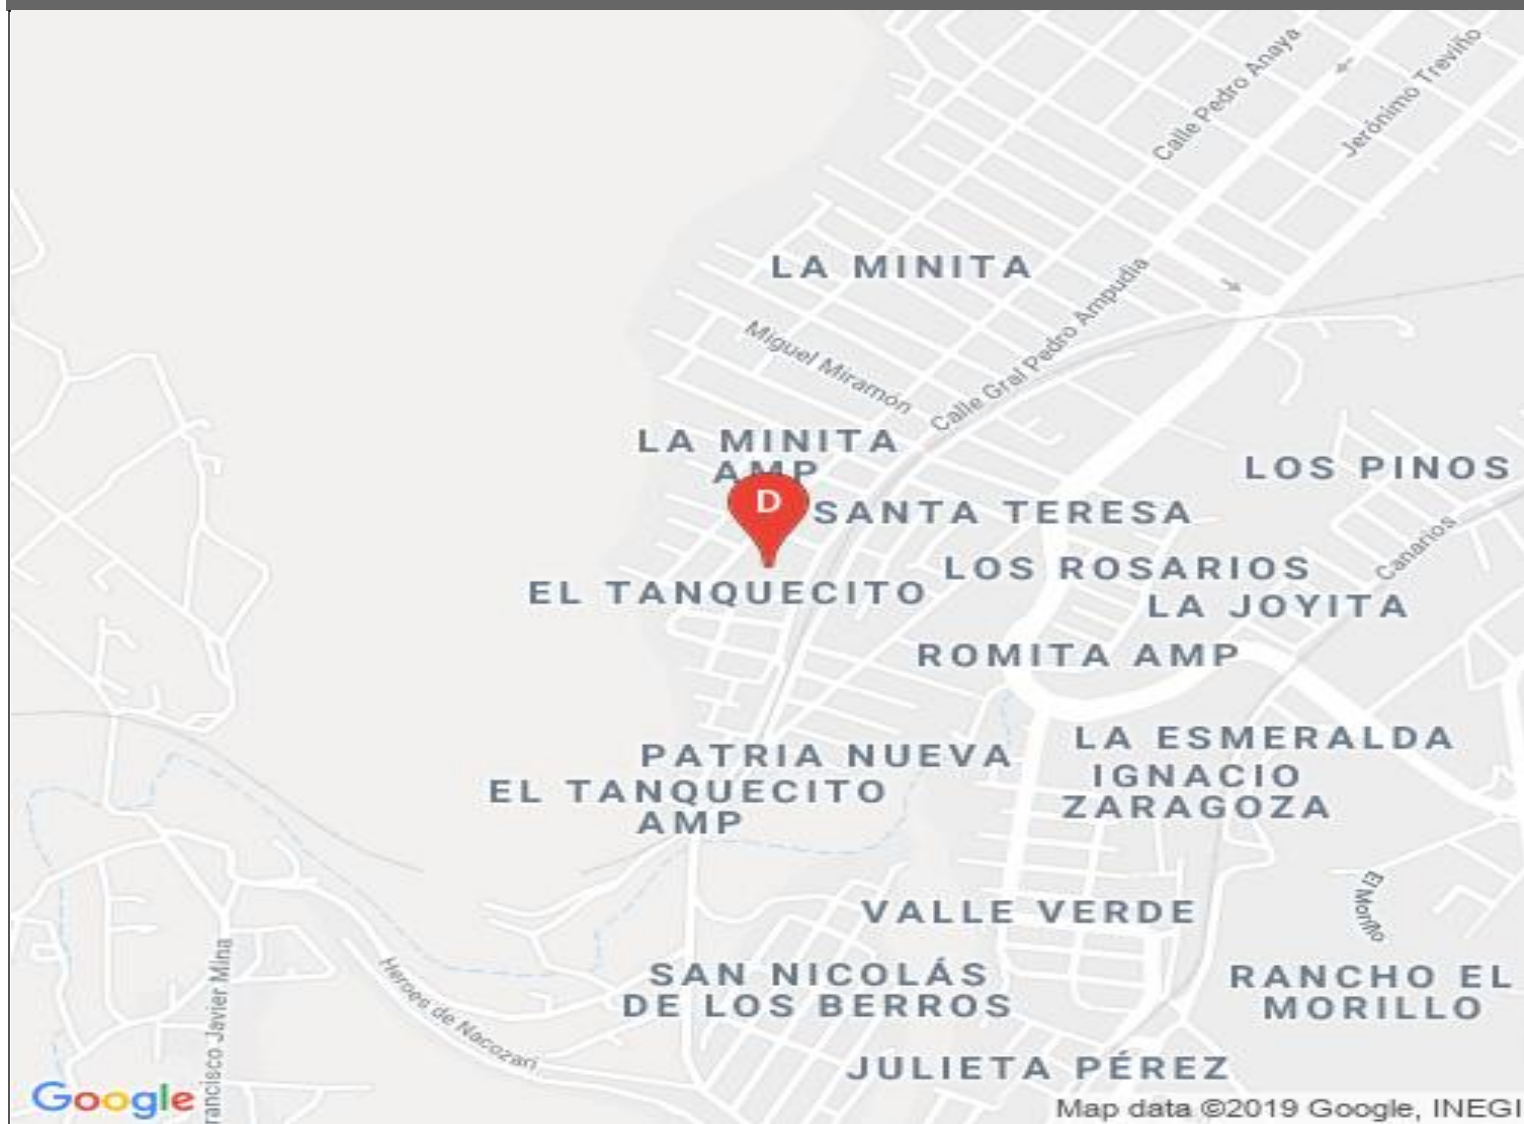 Calle Pedro Anaya
Jerónimo Treviño
LA MINITA
Calle Gral Pedro Ampudia
Miguel Miramón
LA MINITA
AMP
D
LOS PINOS
SANTA TERESA
Canarios
LOS ROSARIOS
EL TANQUECITO
LA JOYITA
ROMITA AMP
PATRIA NUEVA
LA ESMERALDA
EL TANQUECITO
AMP
IGNACIO
ZARAGOZA
El Morillo
VALLE VERDE
SAN NICOLÁS
DE LOS BERROS
RANCHO EL
MORILLO
Heroes de Nacozari
rancisco Javier Mina
JULIETA PÉREZ
Google
Map data ©2019 Google, INEGI